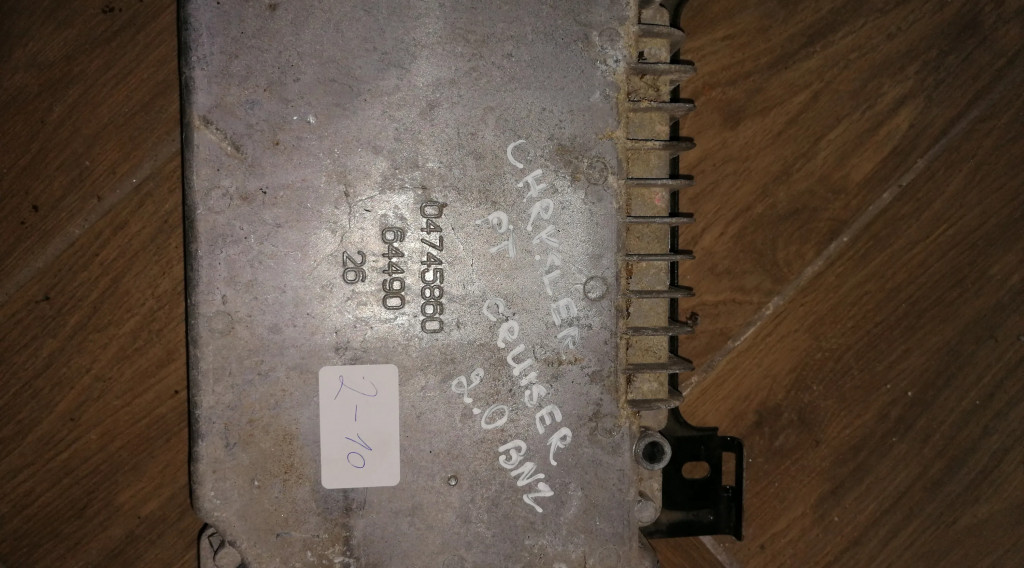 CHRYSLER
PT CRUISER
2.0 BNZ
04745860
64490
26
2-10